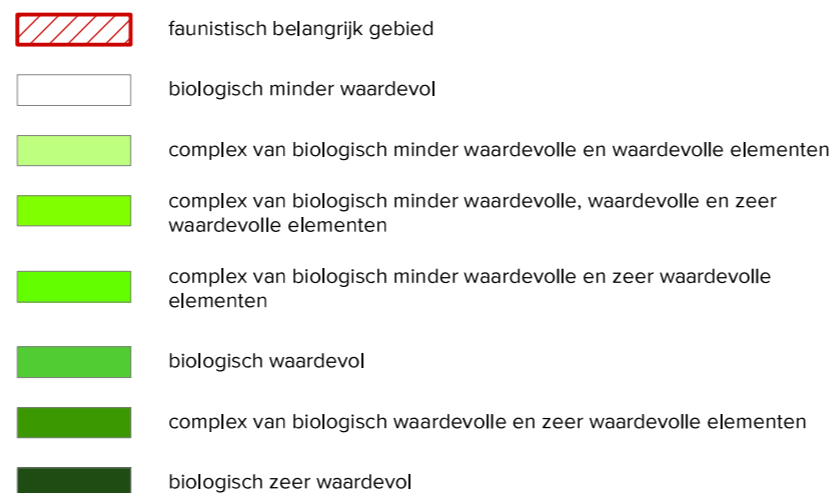 faunistisch belangrijk gebied
biologisch minder waardevol
complex van biologisch minder waardevolle en waardevolle elementen
complex van biologisch minder waardevolle, waardevolle en zeer
waardevolle elementen
complex van biologisch minder waardevolle en zeer waardevolle
elementen
biologisch waardevol
complex van biologisch waardevolle en zeer waardevolle elementen
biologisch zeer waardevol